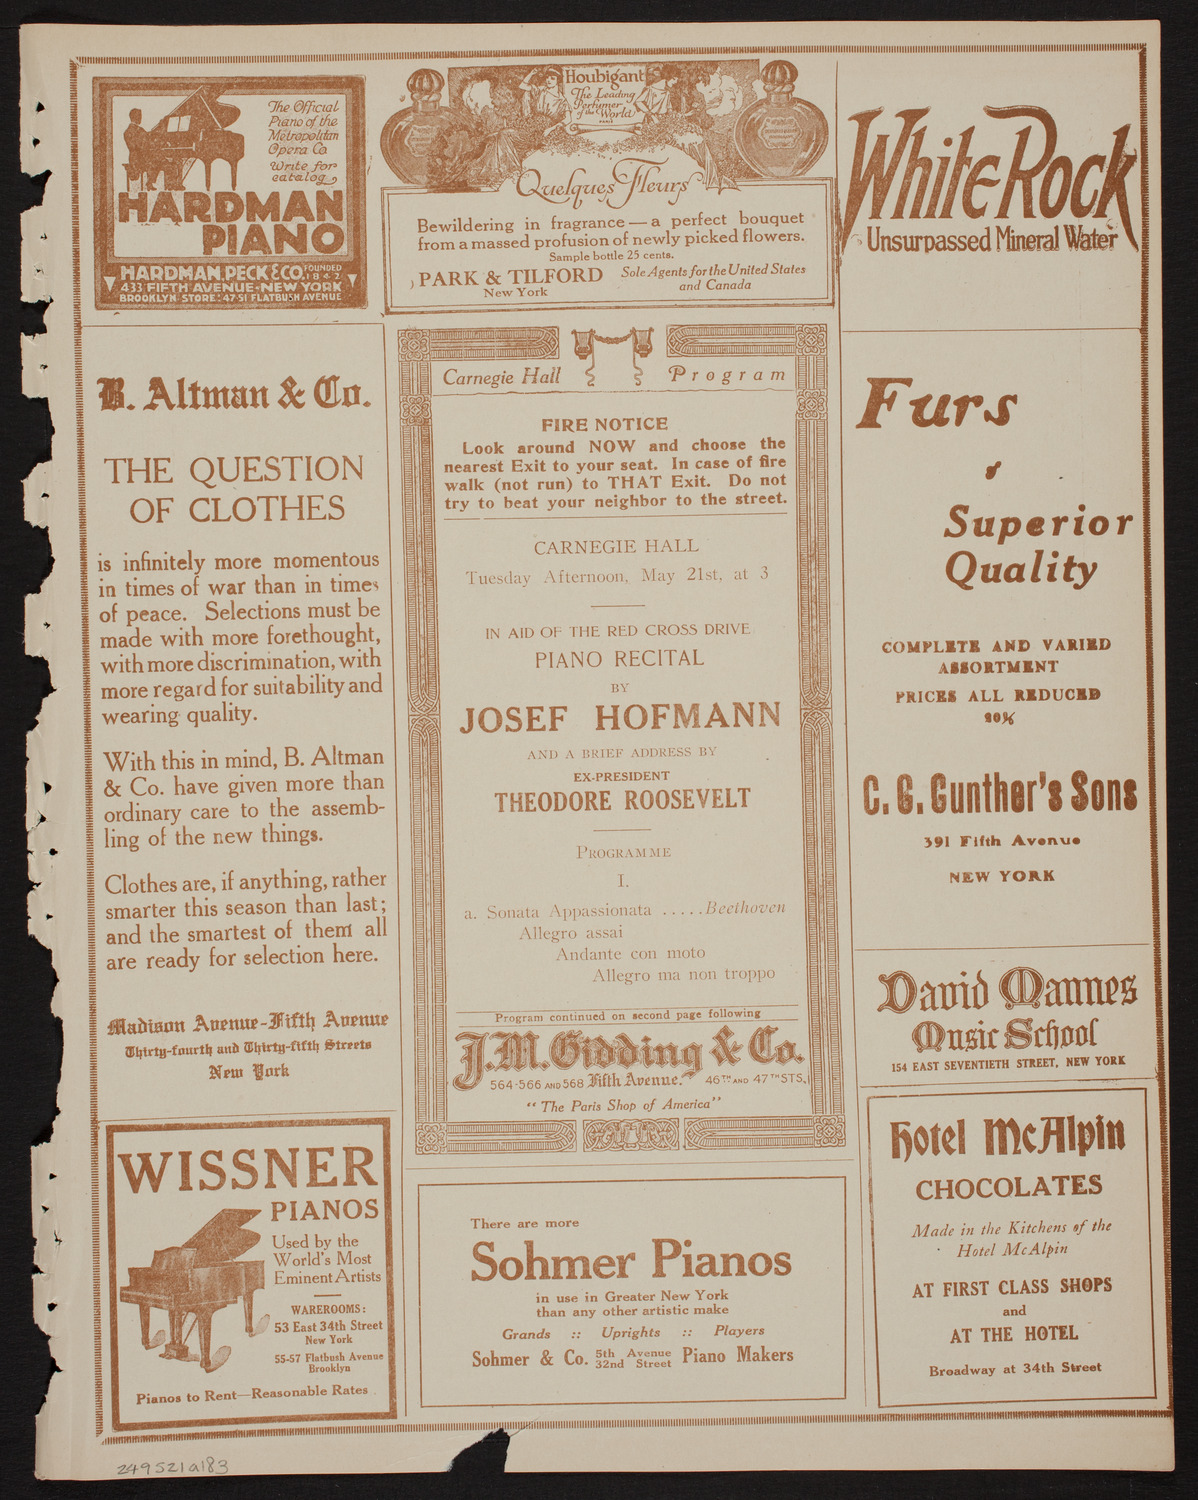 The Official
Piano of the
Metropolitan
Opera Co.
Write for
catalog
HARDMAN
PIANO
HARDMAN, PECK & CO. FOUNDED 1842
433 FIFTH AVENUE-NEW YORK
BROOKLYN STORE: 47-51 FLATBUSH AVENUE
Houbigant
The Leading
Perfumer
of the World
PARIS
Quelques Fleurs
Bewildering in fragrance—a perfect bouquet
from a massed profusion of newly picked flowers.
Sample bottle 25 cents.
PARK & TILFORD
New York
Sole Agents for the United States
and Canada
White Rock
Unsurpassed Mineral Water
B. Altman & Co.
THE QUESTION
OF CLOTHES
is infinitely more momentous
in times of war than in times
of peace. Selections must be
made with more forethought,
with more discrimination, with
more regard for suitability and
wearing quality.
With this in mind, B. Altman
& Co. have given more than
ordinary care to the assemb-
ling of the new things.
Clothes are, if anything, rather
smarter this season than last;
and the smartest of them all
are ready for selection here.
Madison Avenue-Fifth Avenue
Thirty-fourth and Thirty-fifth Streets
New York
WISSNER
PIANOS
Used by the
World's Most
Eminent Artists
WAREROOMS:
53 East 34th Street
New York
55-57 Flatbush Avenue
Brooklyn
Pianos to Rent—Reasonable Rates
Carnegie Hall Program
FIRE NOTICE
Look around NOW and choose the
nearest Exit to your seat. In case of fire
walk (not run) to THAT Exit. Do not
try to beat your neighbor to the street.
CARNEGIE HALL
Tuesday Afternoon, May 21st, at 3
IN AID OF THE RED CROSS DRIVE
PIANO RECITAL
BY
JOSEF HOFMANN
AND A BRIEF ADDRESS BY
EX-PRESIDENT
THEODORE ROOSEVELT
PROGRAMME
I.
a. Sonata Appassionata .....Beethoven
Allegro assai
Andante con moto
Allegro ma non troppo
Program continued on second page following
J.M. Gidding & Co.
564-566 AND 568 Fifth Avenue. 46TH AND 47TH STS.
"The Paris Shop of America"
There are more
Sohmer Pianos
in use in Greater New York
than any other artistic make
Grands :: Uprights :: Players
Sohmer & Co. 5th Avenue 32nd Street Piano Makers
Furs
of
Superior
Quality
COMPLETE AND VARIED
ASSORTMENT
PRICES ALL REDUCED
20%
C. G. Gunther's Sons
391 Fifth Avenue
NEW YORK
David Mannes
Music School
154 EAST SEVENTIETH STREET, NEW YORK
Hotel McAlpin
CHOCOLATES
Made in the Kitchens of the
Hotel McAlpin
AT FIRST CLASS SHOPS
and
AT THE HOTEL
Broadway at 34th Street
249521a183